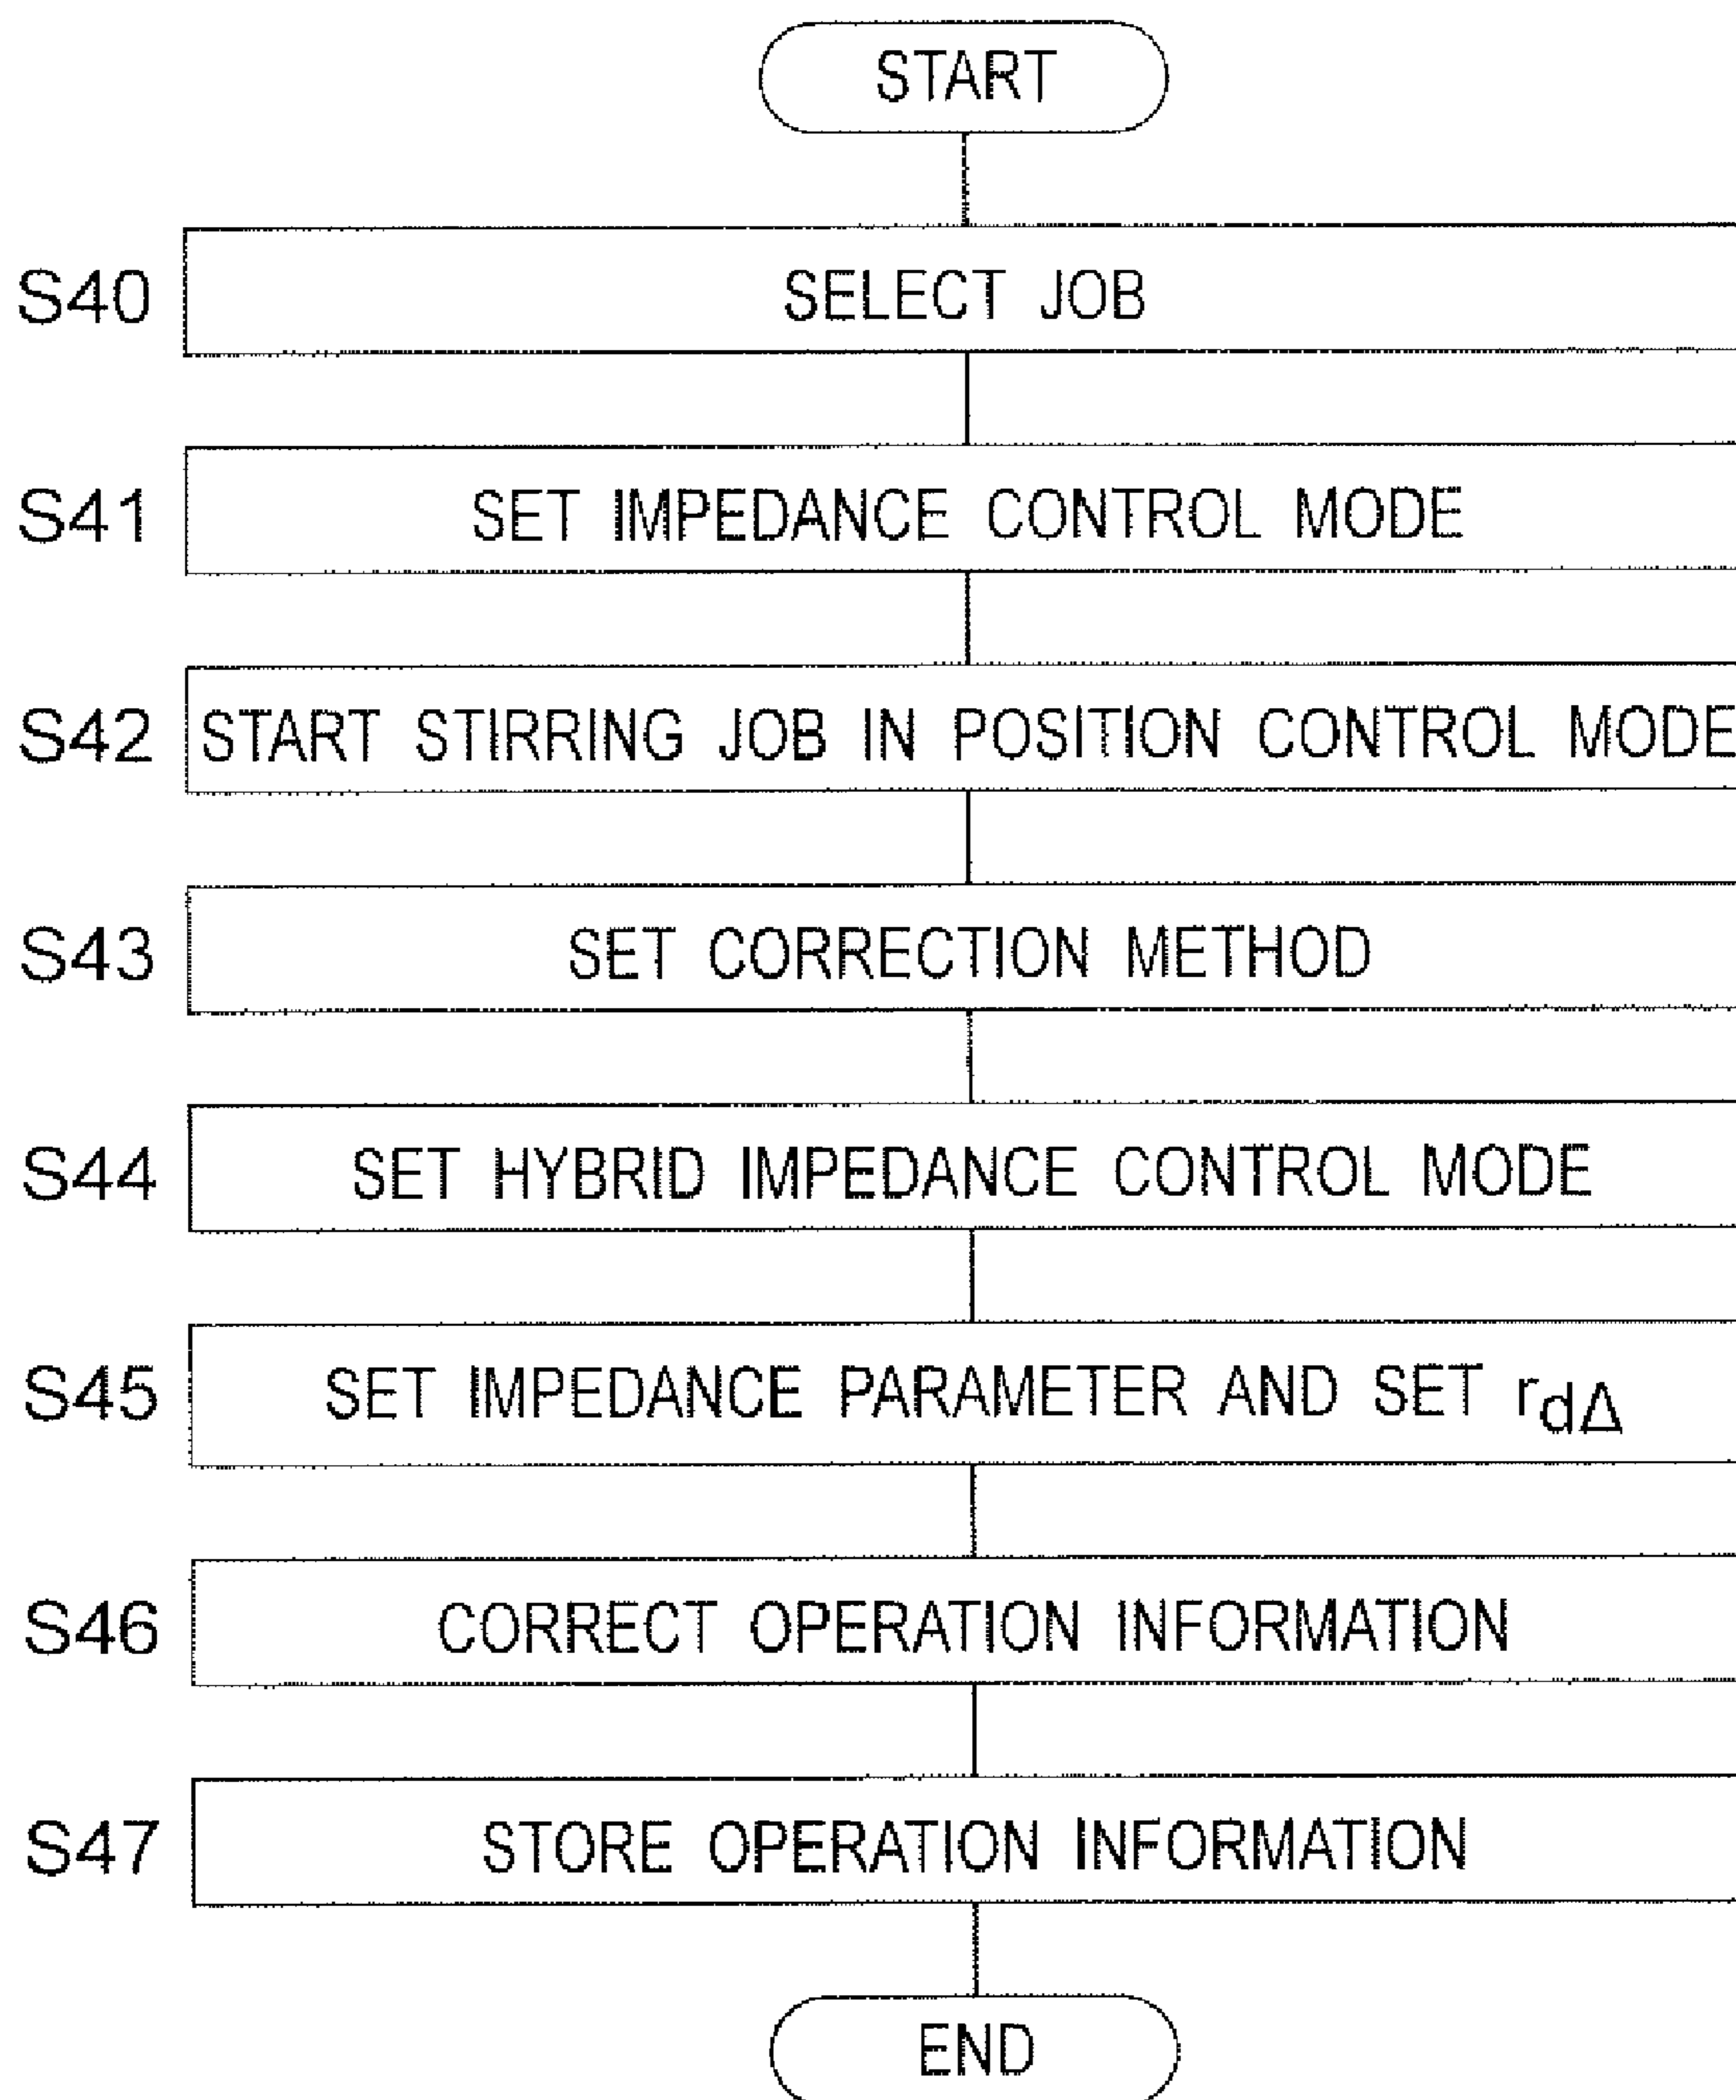 START
S40 SELECT JOB
S41 SET IMPEDANCE CONTROL MODE
S42 START STIRRING JOB IN POSITION CONTROL MODE
S43 SET CORRECTION METHOD
S44 SET HYBRID IMPEDANCE CONTROL MODE
S45 SET IMPEDANCE PARAMETER AND SET rdΔ
S46 CORRECT OPERATION INFORMATION
S47 STORE OPERATION INFORMATION
END